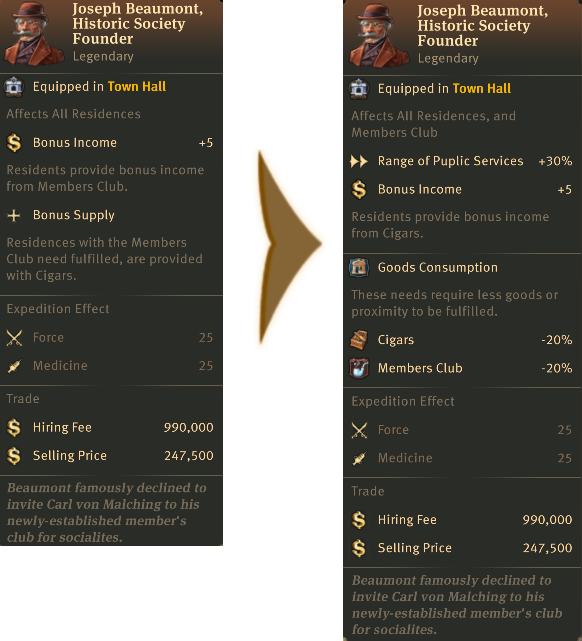 Joseph Beaumont,
Historic Society
Founder
Legendary
Equipped in Town Hall
Affects All Residences
Bonus Income +5
Residents provide bonus income
from Members Club.
Bonus Supply
Residences with the Members
Club need fulfilled, are provided
with Cigars.
Expedition Effect
Force 25
Medicine 25
Trade
Hiring Fee 990,000
Selling Price 247,500
Beaumont famously declined to
invite Carl von Malching to his
newly-established member's
club for socialites.
Joseph Beaumont,
Historic Society
Founder
Legendary
Equipped in Town Hall
Affects All Residences, and
Members Club
Range of Puplic Services +30%
Bonus Income +5
Residents provide bonus income
from Cigars.
Goods Consumption
These needs require less goods or
proximity to be fulfilled.
Cigars -20%
Members Club -20%
Expedition Effect
Force 25
Medicine 25
Trade
Hiring Fee 990,000
Selling Price 247,500
Beaumont famously declined to
invite Carl von Malching to his
newly-established member's
club for socialites.